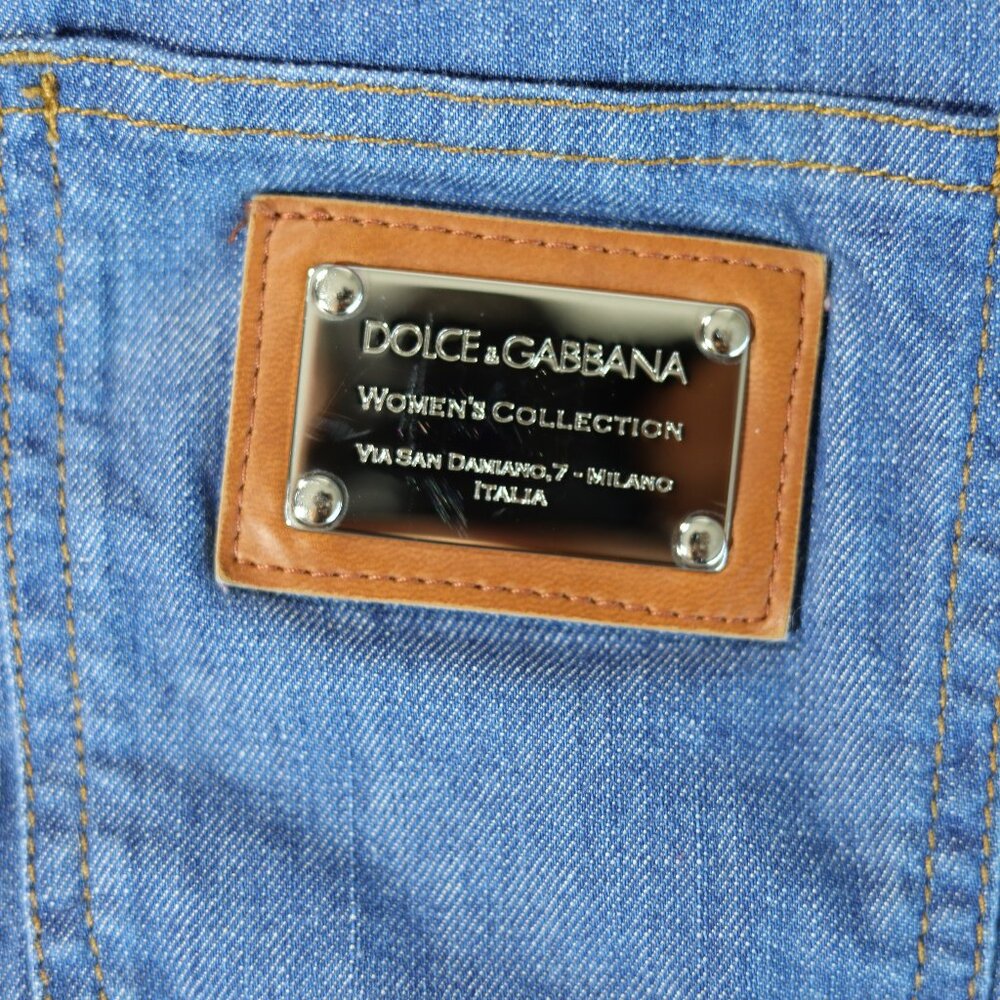 DOLCE & GABBANA
WOMEN'S COLLECTION
VIA SAN DAMIANO, 7 - MILANO
ITALIA